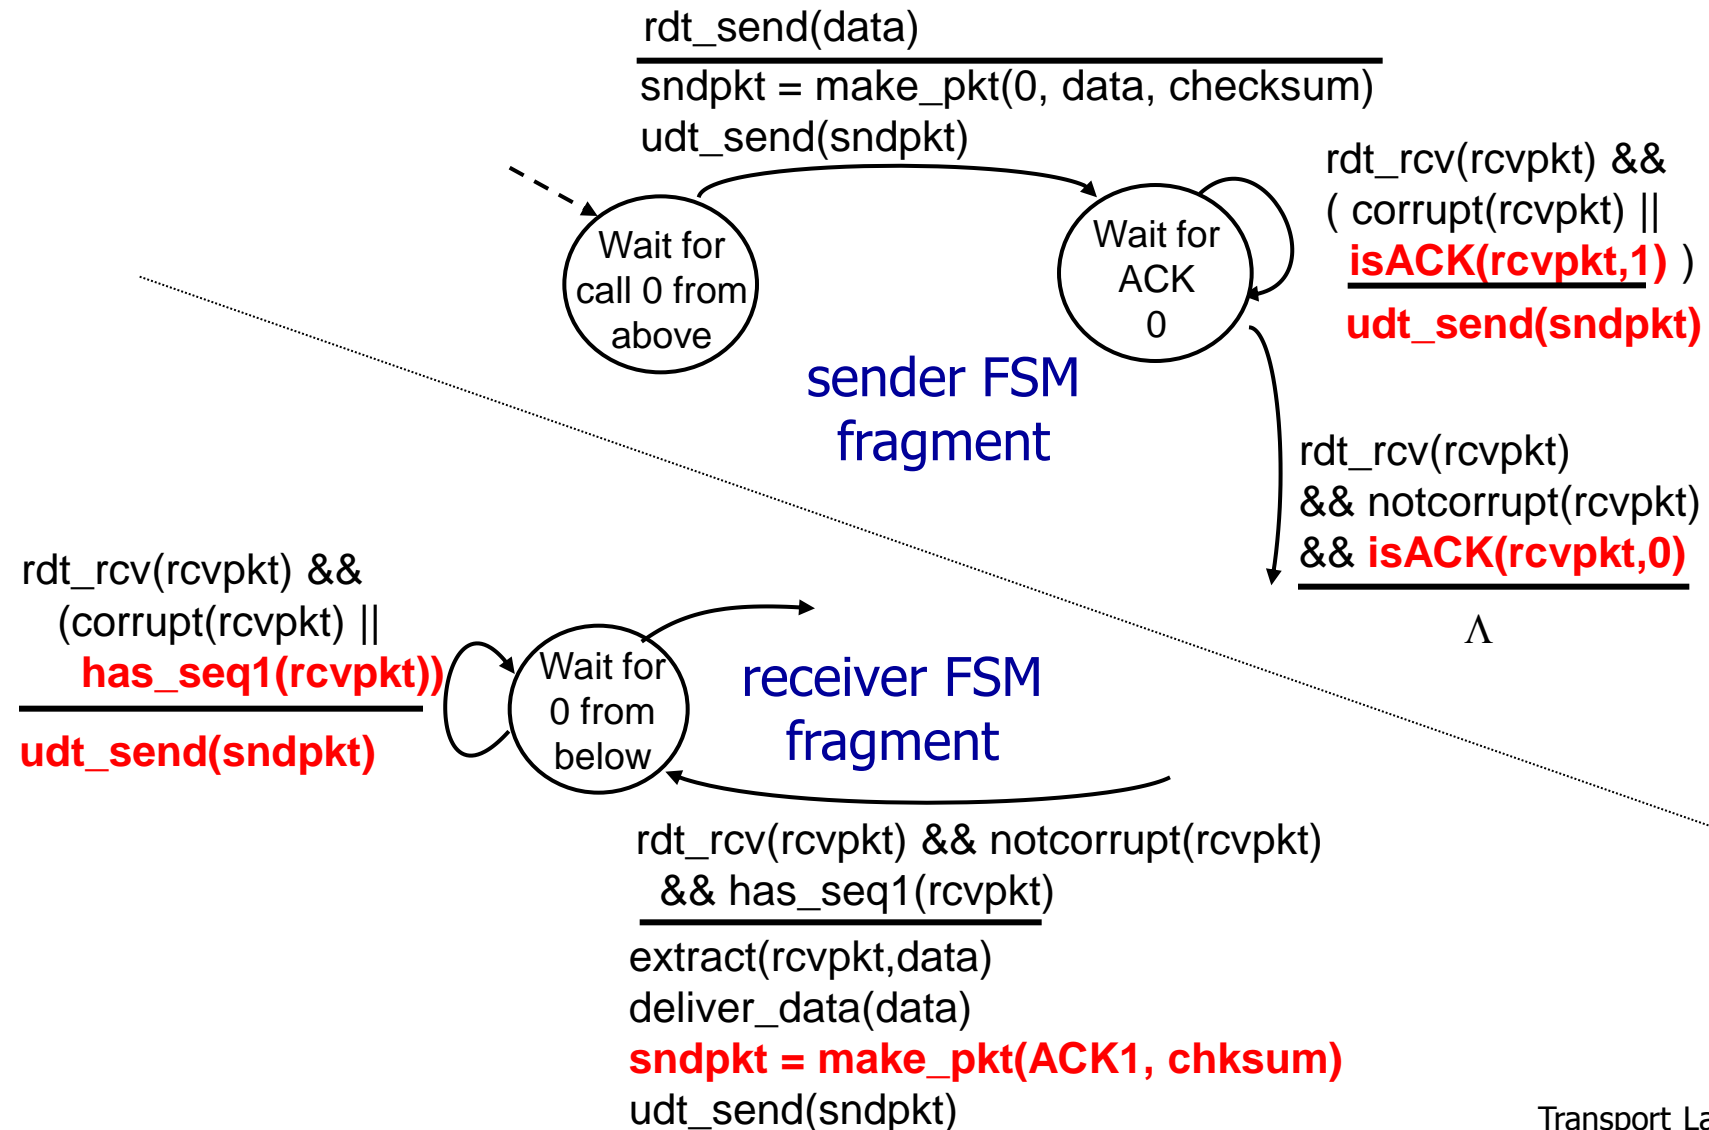 rdt_send(data)
sndpkt = make_pkt(0, data, checksum)
udt_send(sndpkt)
Wait for
call 0 from
above
Wait for
ACK
0
rdt_rcv(rcvpkt) &&
( corrupt(rcvpkt) ||
isACK(rcvpkt,1) )
udt_send(sndpkt)
sender FSM
fragment
rdt_rcv(rcvpkt)
&& notcorrupt(rcvpkt)
&& isACK(rcvpkt,0)
Λ
rdt_rcv(rcvpkt) &&
(corrupt(rcvpkt) ||
has_seq1(rcvpkt))
udt_send(sndpkt)
Wait for
0 from
below
receiver FSM
fragment
rdt_rcv(rcvpkt) && notcorrupt(rcvpkt)
&& has_seq1(rcvpkt)
extract(rcvpkt,data)
deliver_data(data)
sndpkt = make_pkt(ACK1, chksum)
udt_send(sndpkt)
Transport La